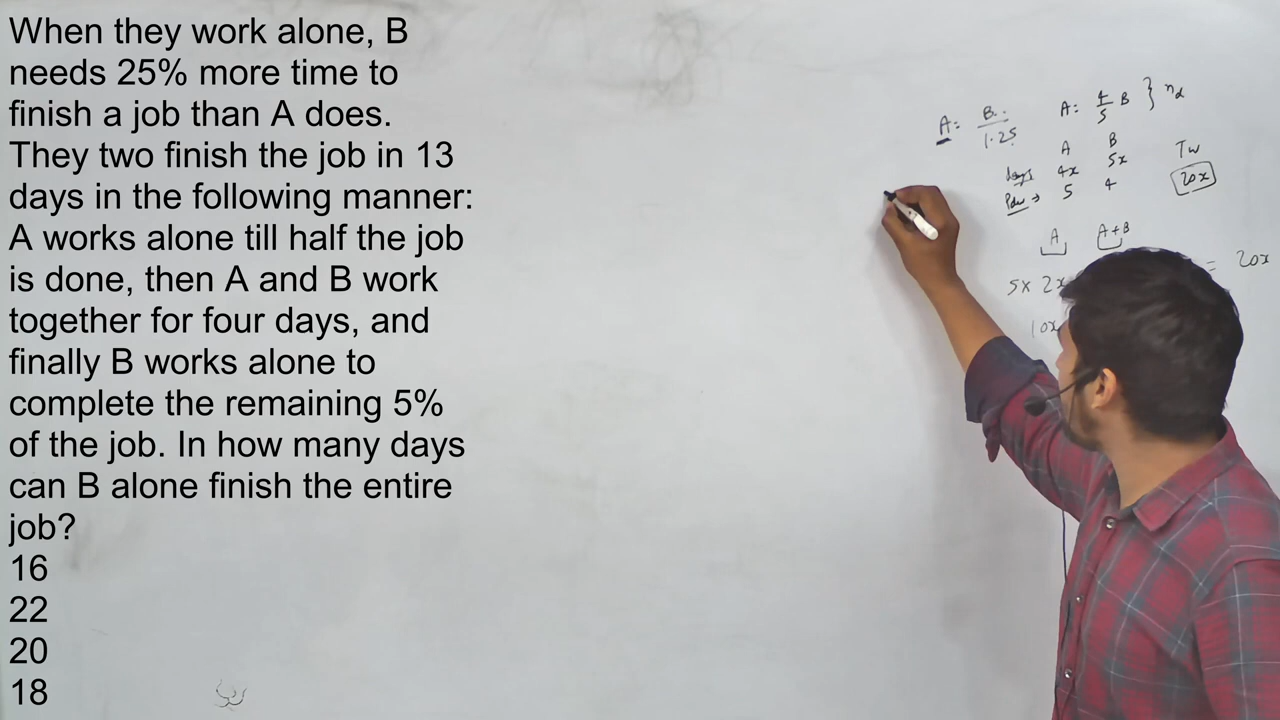 When they work alone, B
needs 25% more time to
finish a job than A does.
They two finish the job in 13
days in the following manner:
A works alone till half the job
is done, then A and B work
together for four days, and
finally B works alone to
complete the remaining 5%
of the job. In how many days
can B alone finish the entire
job?
16
22
20
18
A = B / 1.25 A = 4/5 B }
A B Tw
days 4x 5x
→ 5 4 20x
A A+B
5x 2x = 20x
10x